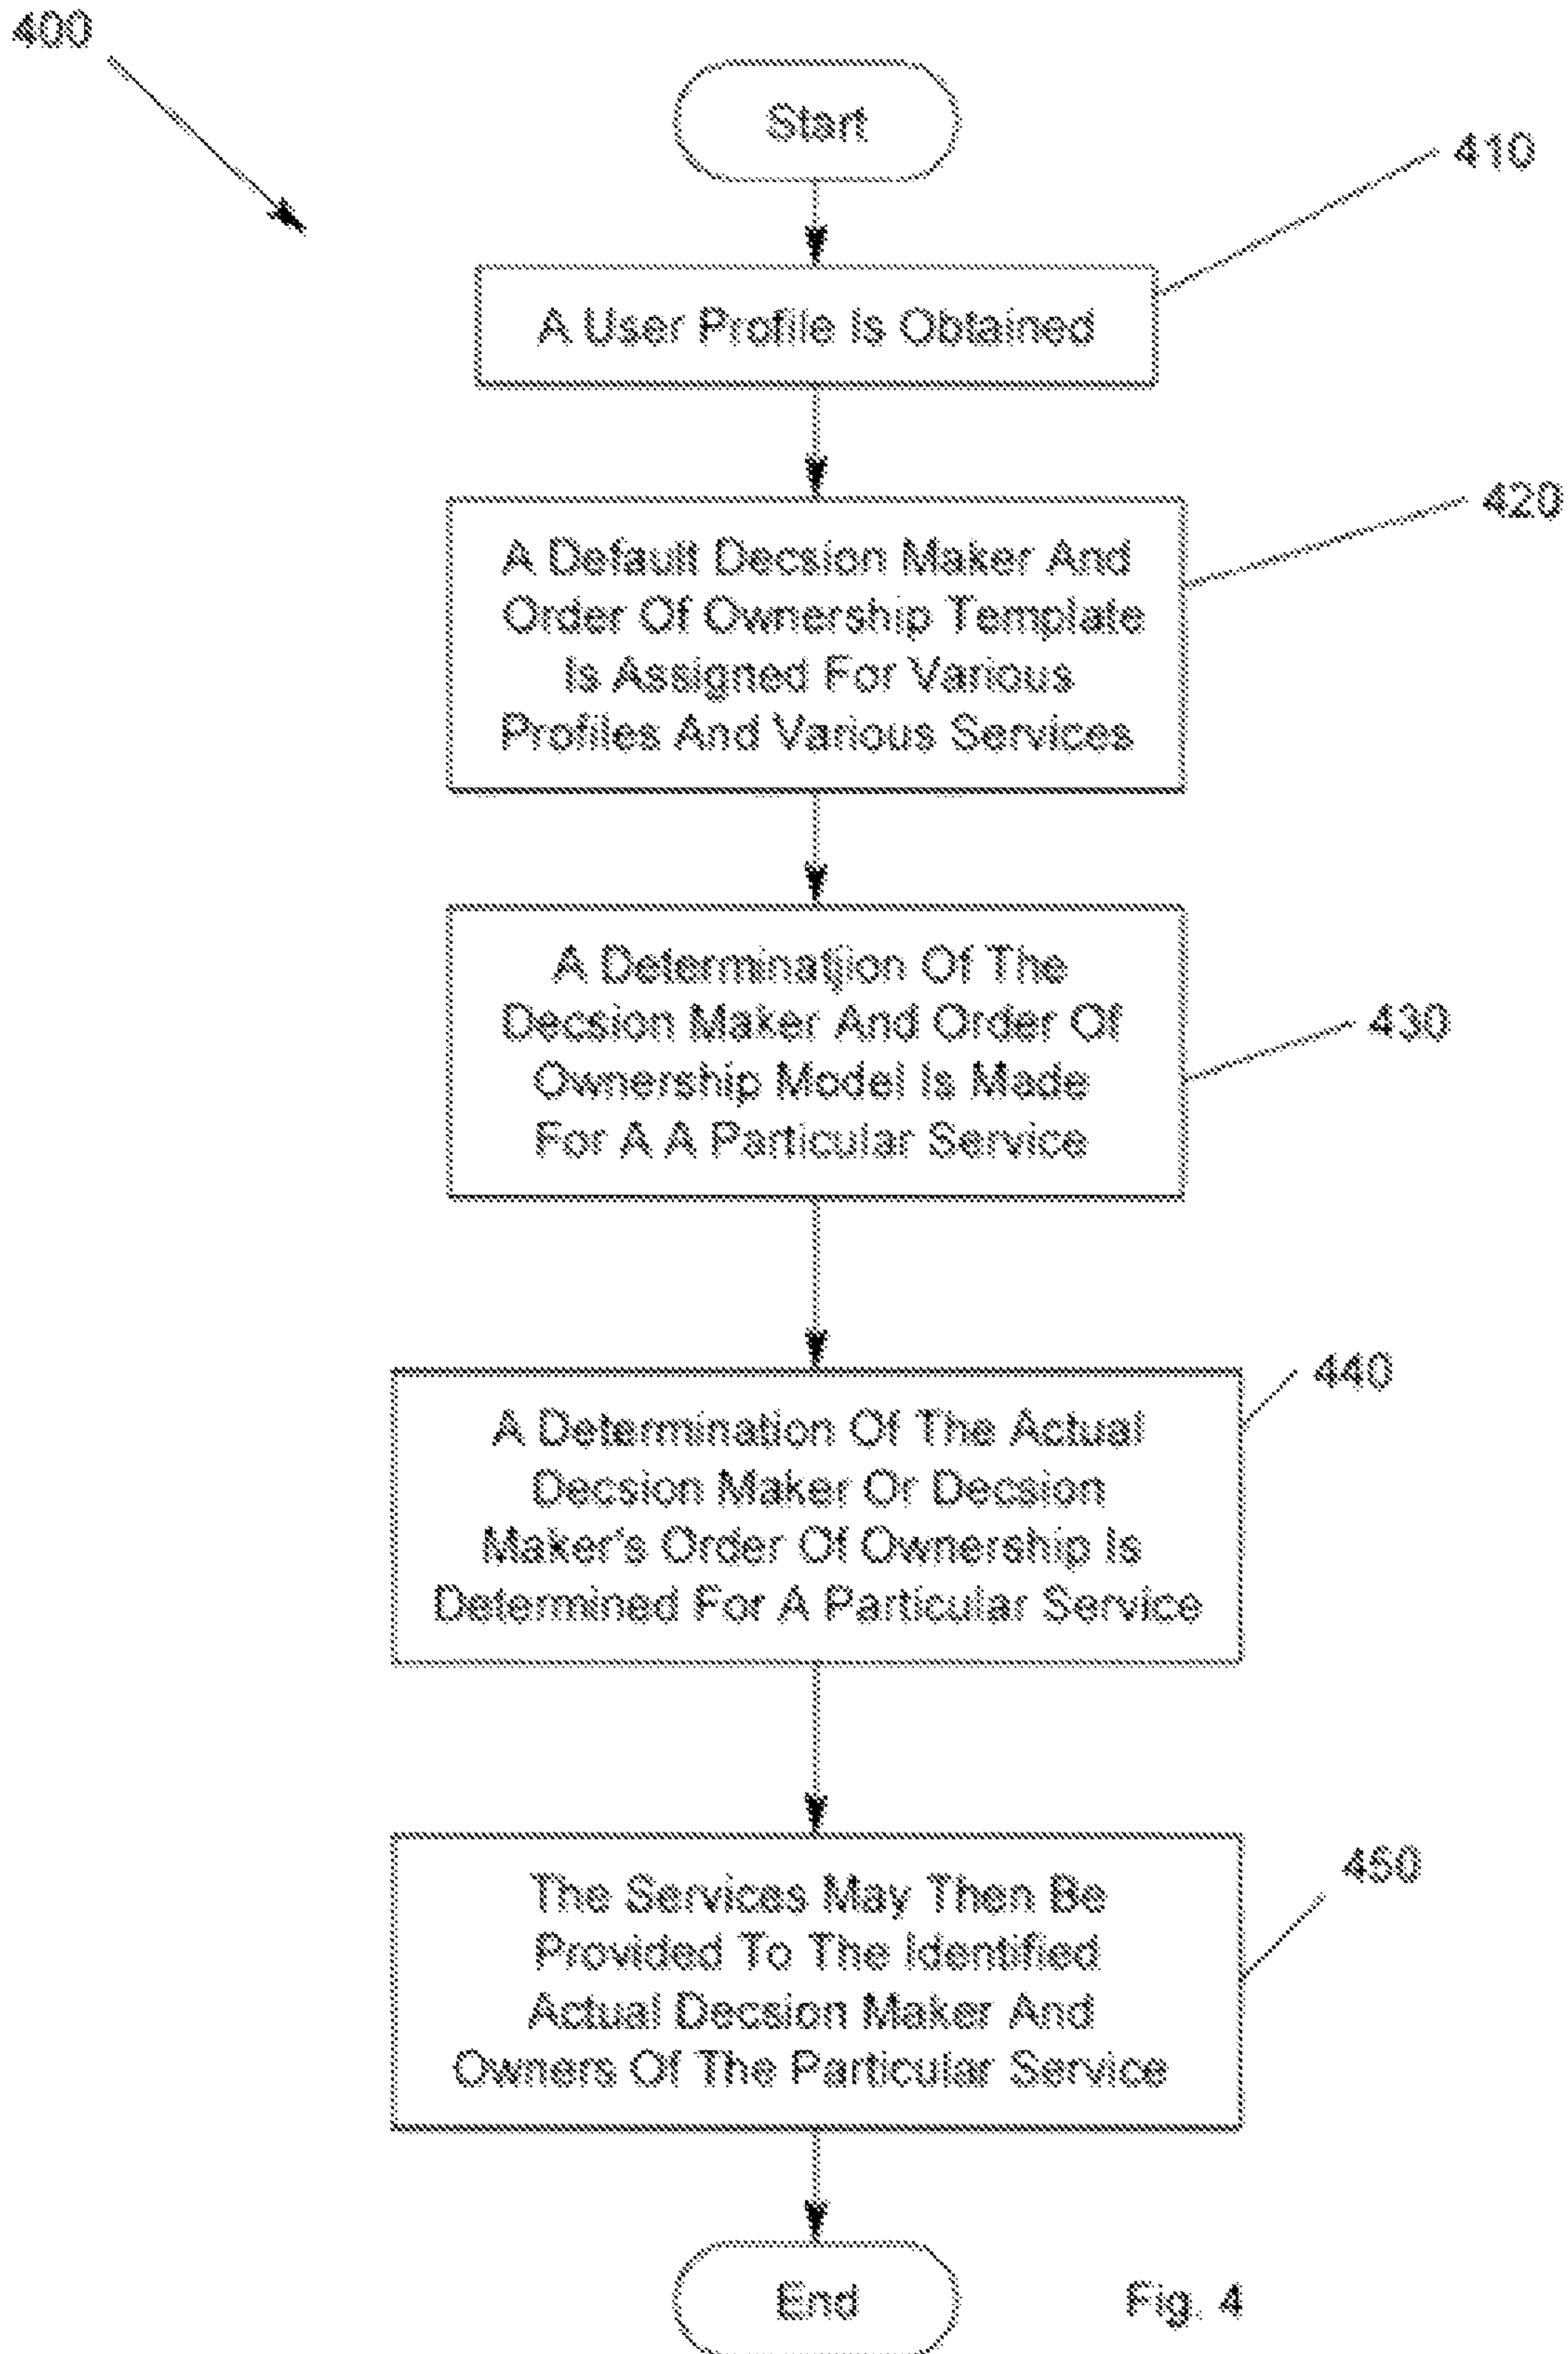 400
Start
410
A User Profile Is Obtained
420
A Default Decsion Maker And
Order Of Ownership Template
Is Assigned For Various
Profiles And Various Services
A Determinatjion Of The
Decsion Maker And Order Of
Ownership Model Is Made
For A A Particular Service
430
440
A Determination Of The Actual
Decsion Maker Or Decsion
Maker's Order Of Ownership Is
Determined For A Particular Service
450
The Services May Then Be
Provided To The Identified
Actual Decsion Maker And
Owners Of The Particular Service
End
Fig. 4